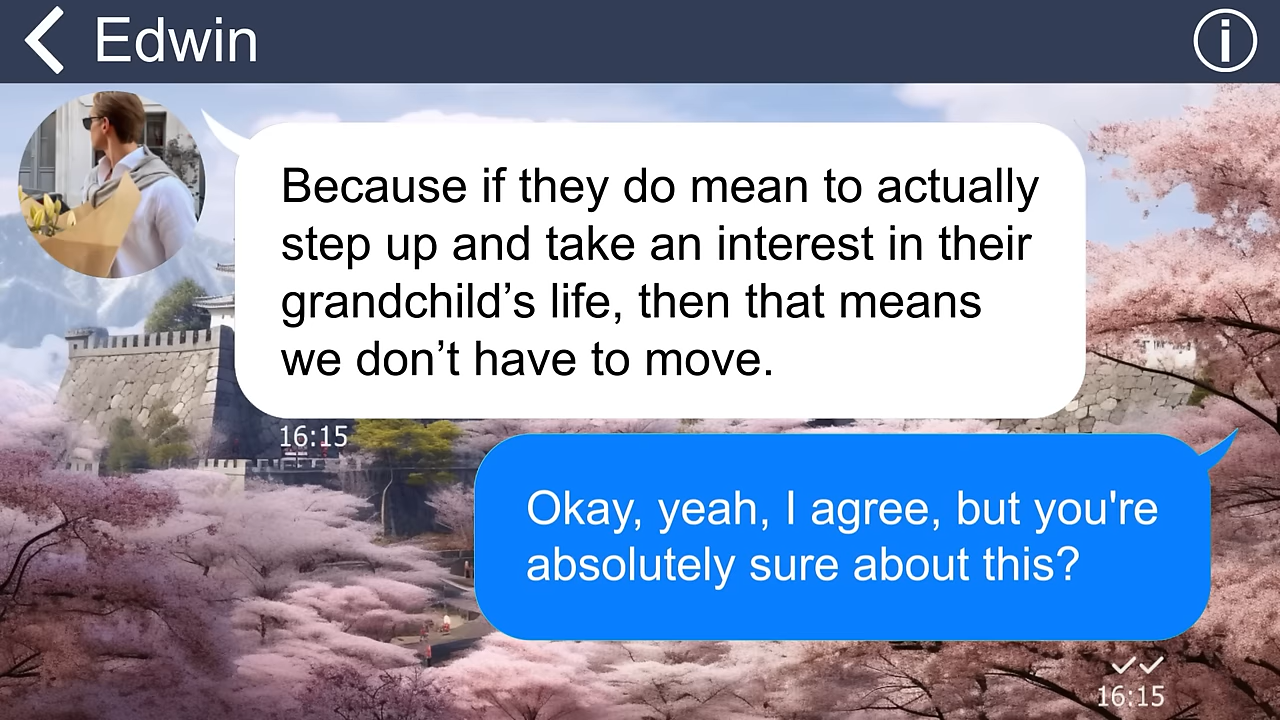 Edwin
Because if they do mean to actually
step up and take an interest in their
grandchild’s life, then that means
we don’t have to move.
16:15
Okay, yeah, I agree, but you're
absolutely sure about this?
16:15